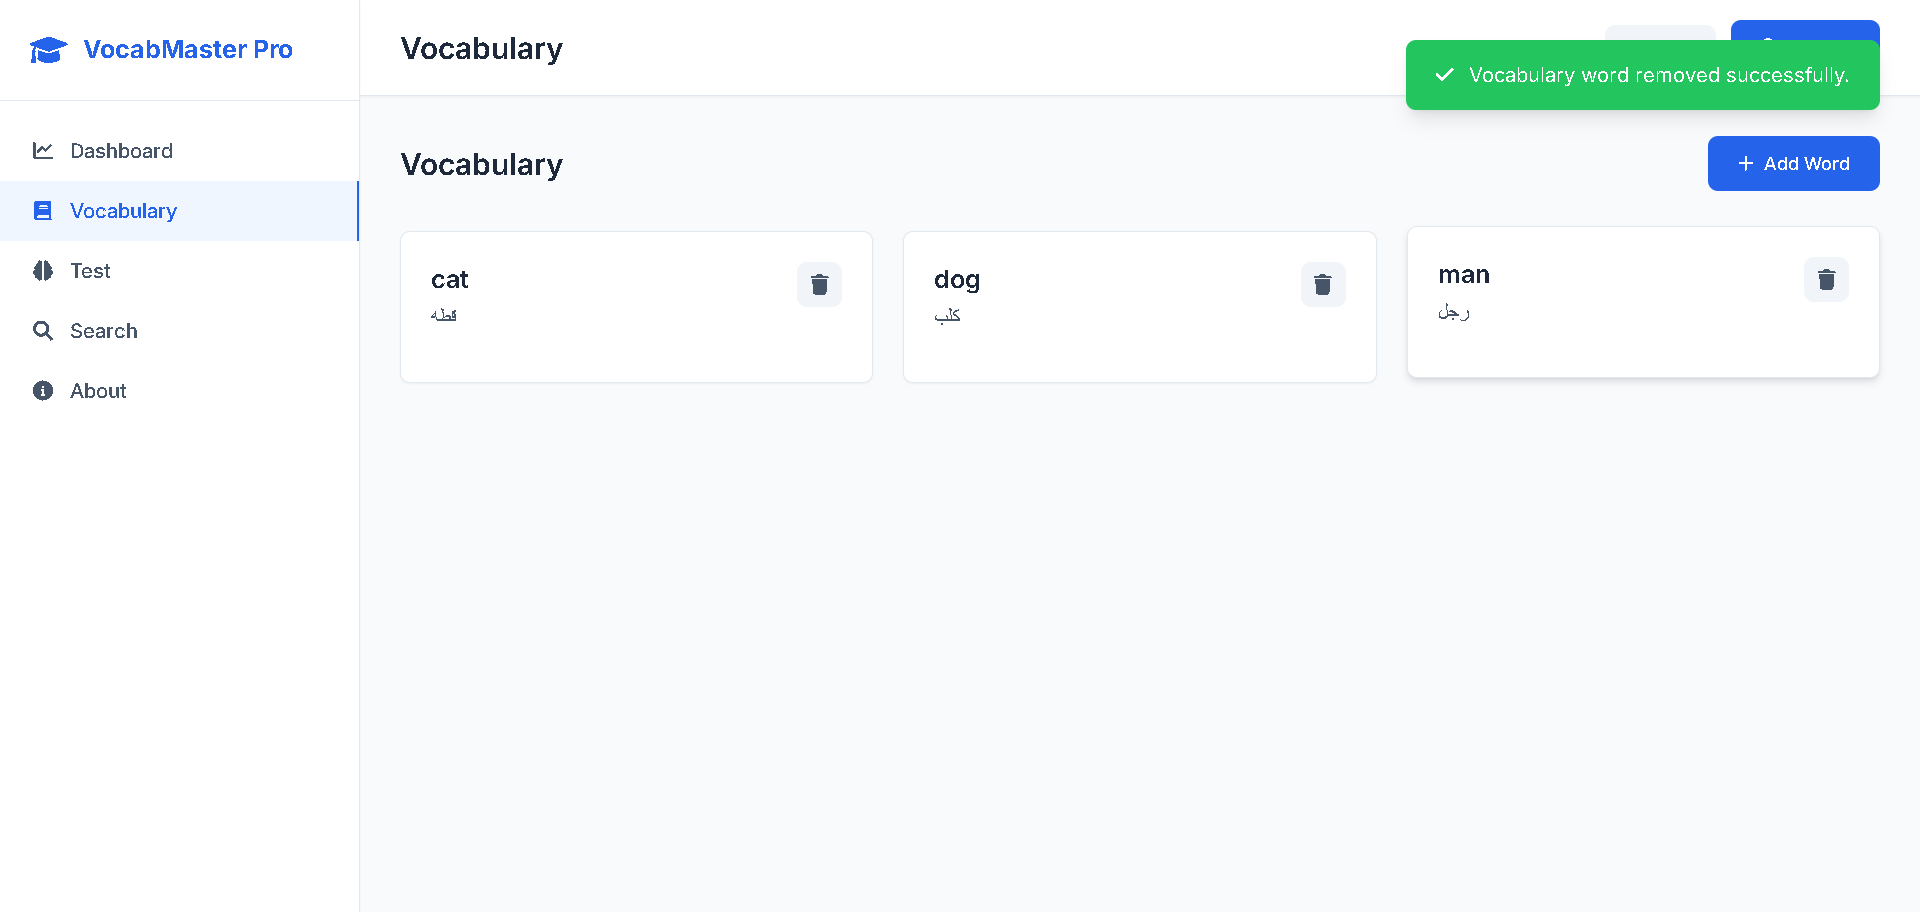 VocabMaster Pro
Dashboard
Vocabulary
Test
Search
About
Vocabulary
Vocabulary word removed successfully.
Vocabulary
Add Word
cat
قطه
dog
كلب
man
رجل